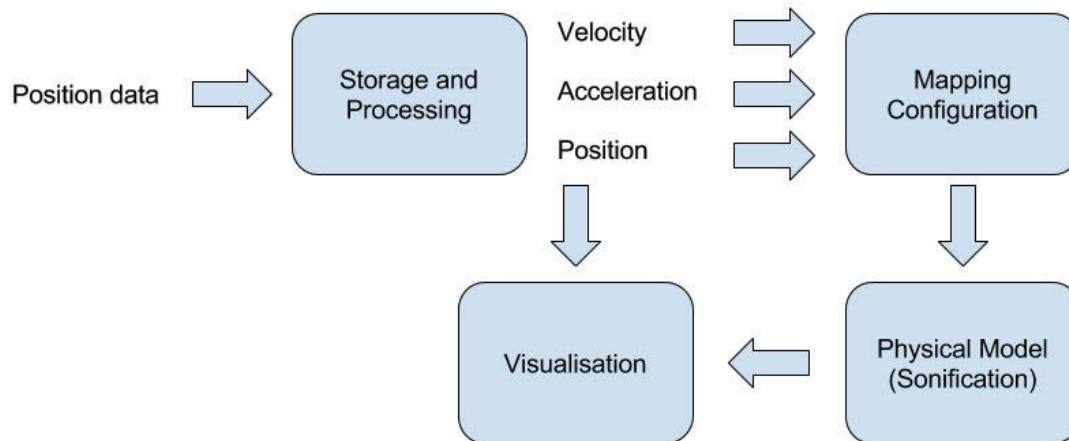 Position data
Storage and
Processing
Velocity
Acceleration
Position
Mapping
Configuration
Visualisation
Physical Model
(Sonification)